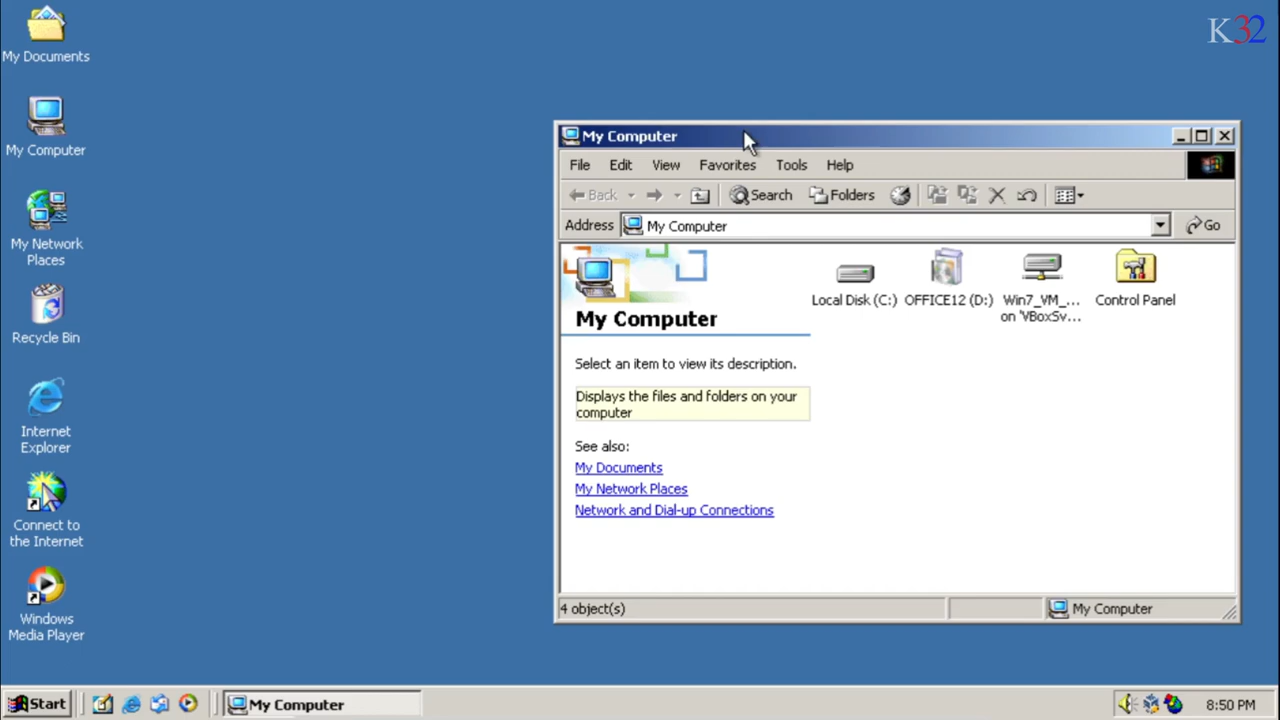 K32
My Documents
My Computer
My Network
Places
Recycle Bin
Internet
Explorer
Connect to
the Internet
Windows
Media Player
My Computer
File Edit View Favorites Tools Help
Back Search Folders
Address My Computer Go
My Computer
Select an item to view its description.
Displays the files and folders on your
computer
See also:
My Documents
My Network Places
Network and Dial-up Connections
Local Disk (C:) OFFICE12 (D:) Win7_VM_... Control Panel
on 'VBoxSv...
4 object(s) My Computer
Start My Computer 8:50 PM